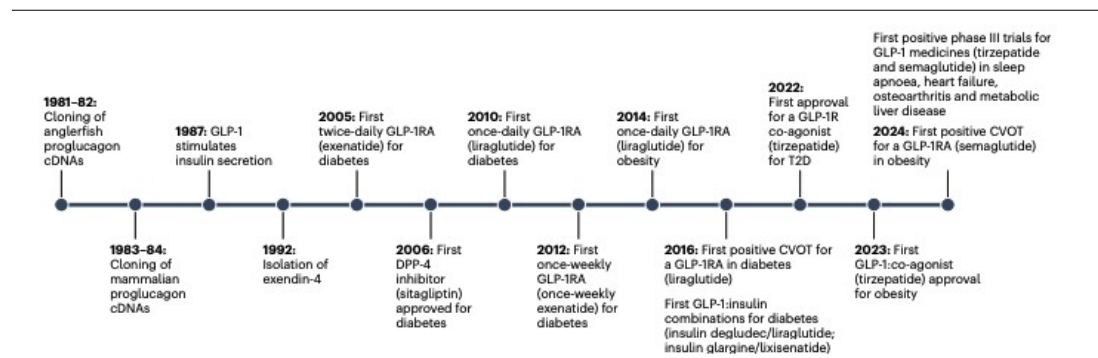 1981–82:
Cloning of
anglerfish
proglucagon
cDNAs
1983–84:
Cloning of
mammalian
proglucagon
cDNAs
1987: GLP-1
stimulates
insulin secretion
1992:
Isolation of
exendin-4
2005: First
twice-daily GLP-1RA
(exenatide) for
diabetes
2006: First
DPP-4
inhibitor
(sitagliptin)
approved for
diabetes
2010: First
once-daily GLP-1RA
(liraglutide) for
diabetes
2012: First
once-weekly
GLP-1RA
(once-weekly
exenatide) for
diabetes
2014: First
once-daily GLP-1RA
(liraglutide) for
obesity
2016: First positive CVOT for
a GLP-1RA in diabetes
(liraglutide)
First GLP-1:insulin
combinations for diabetes
(insulin degludec/liraglutide;
insulin glargine/lixisenatide)
2022:
First approval
for a GLP-1R
co-agonist
(tirzepatide)
for T2D
2023: First
GLP-1:co-agonist
(tirzepatide) approval
for obesity
First positive phase III trials for
GLP-1 medicines (tirzepatide
and semaglutide) in sleep
apnoea, heart failure,
osteoarthritis and metabolic
liver disease
2024: First positive CVOT
for a GLP-1RA (semaglutide)
in obesity